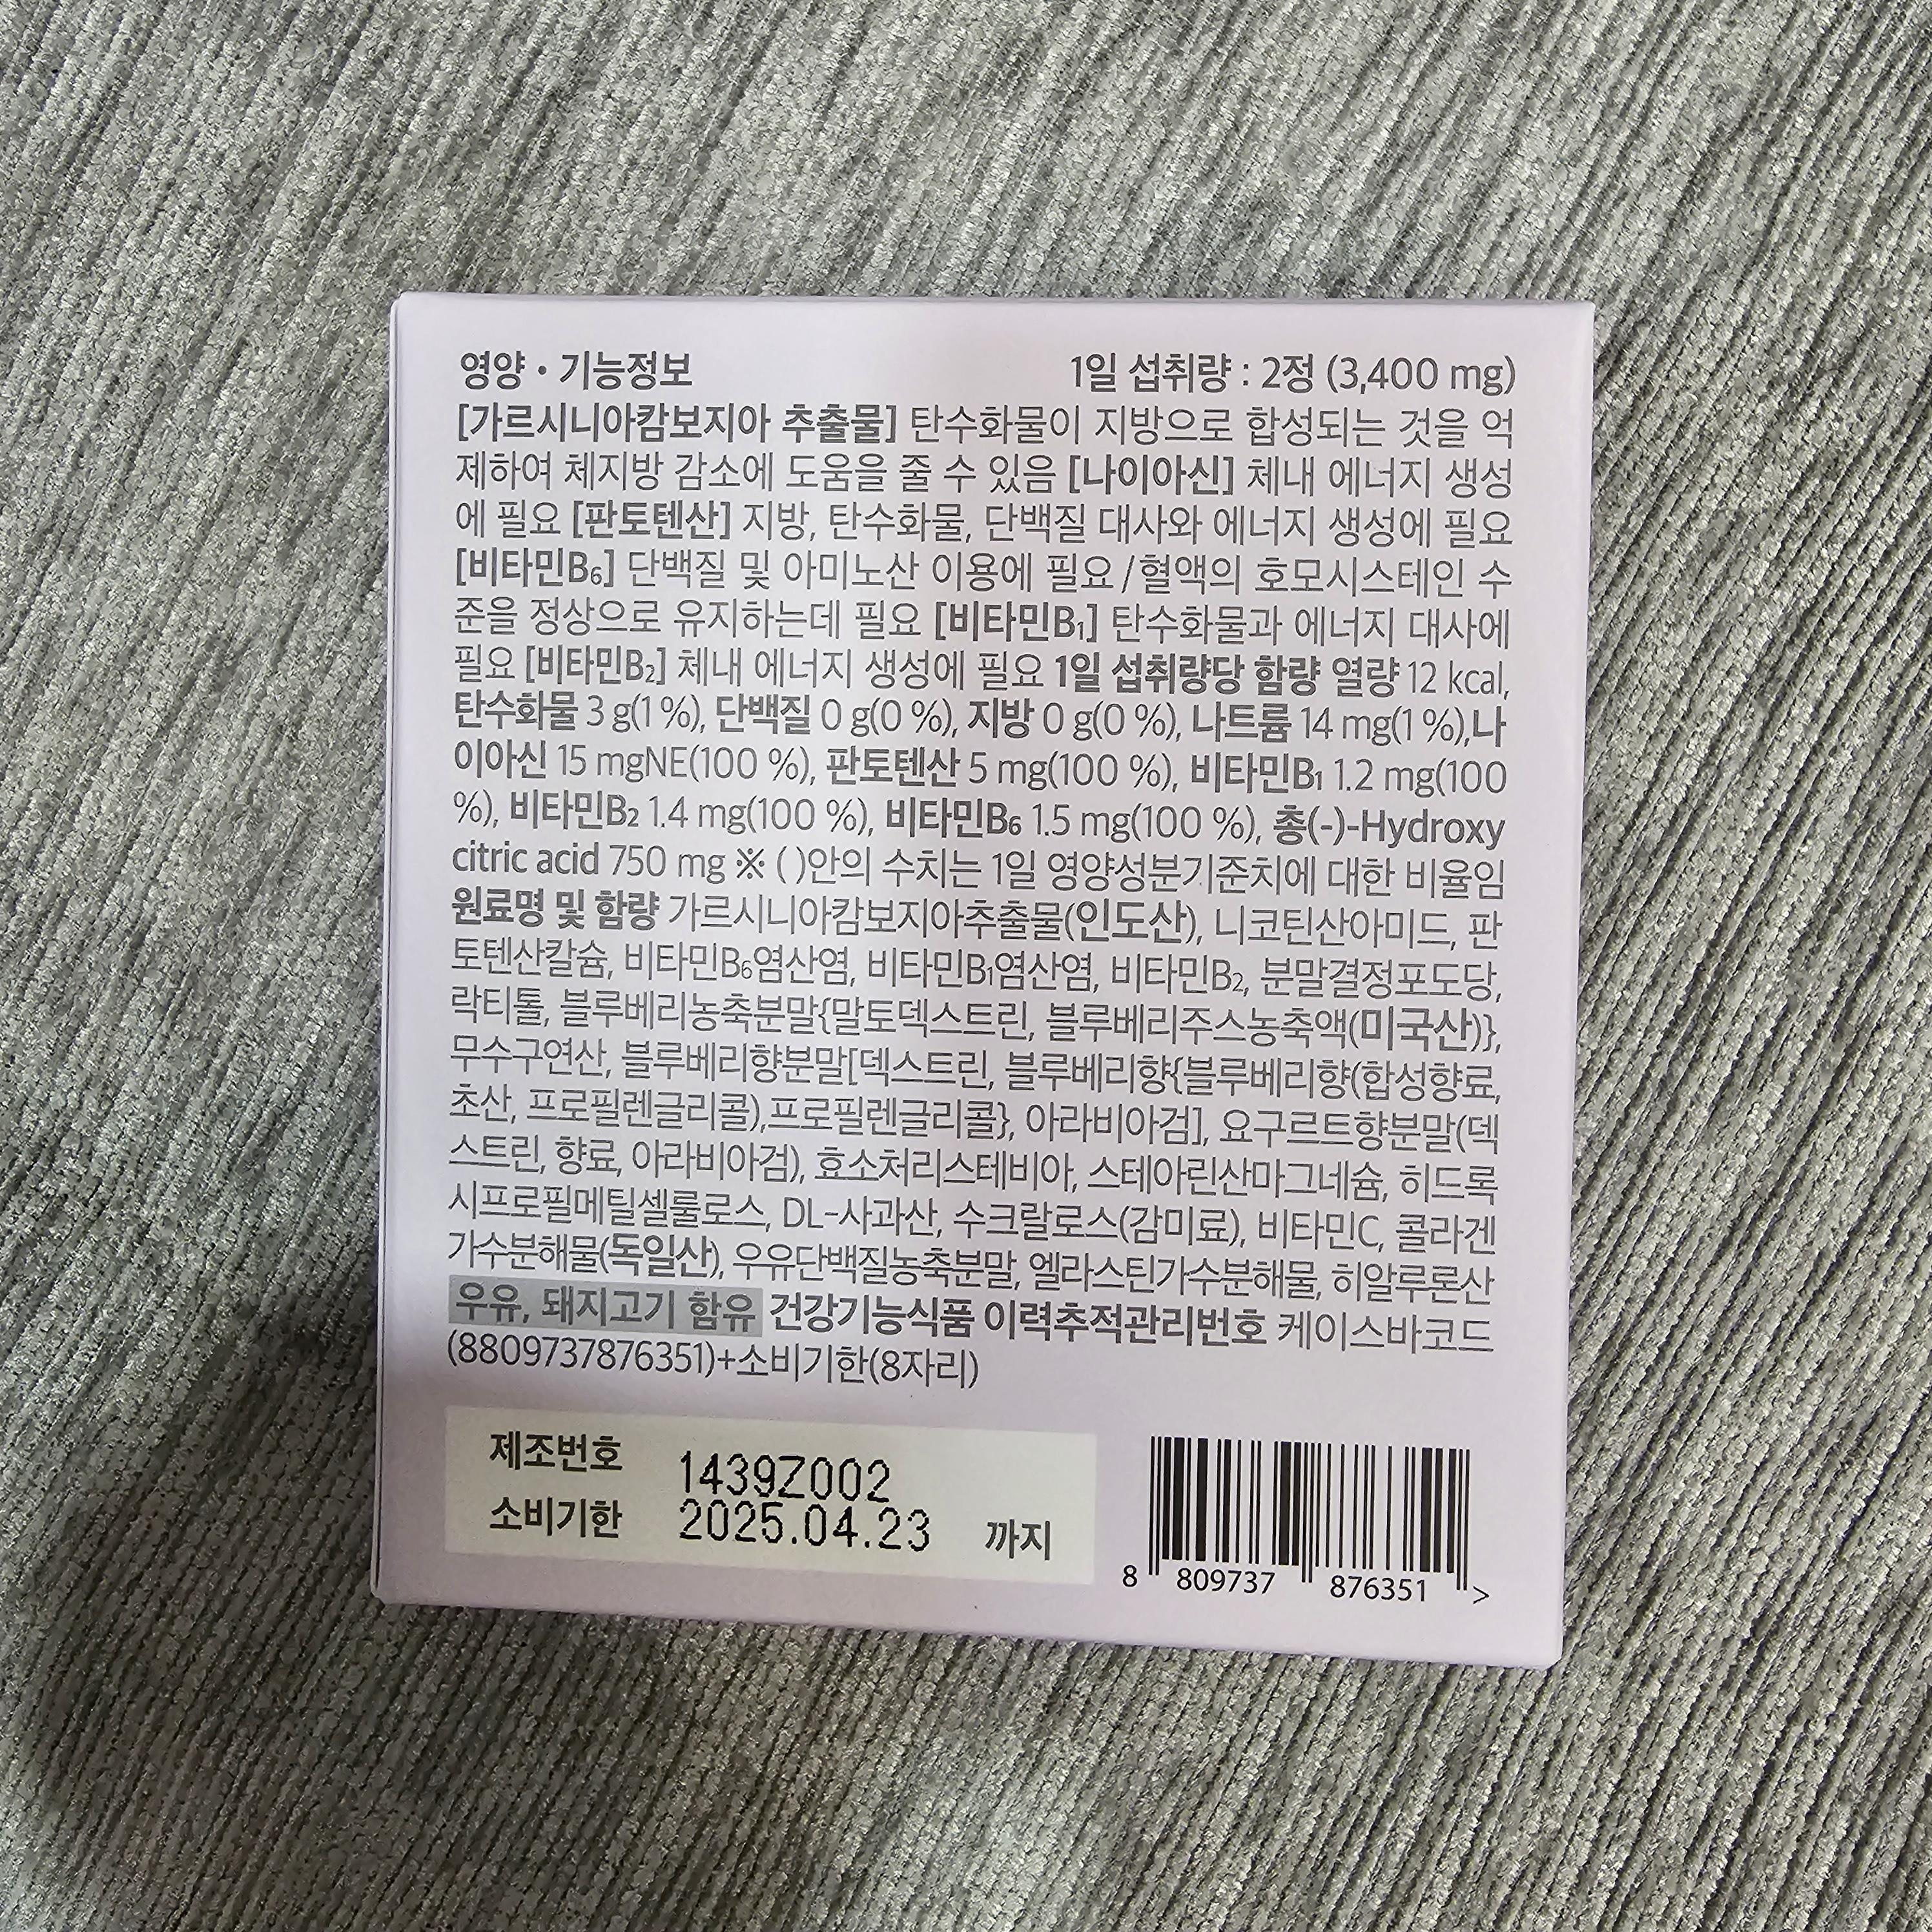 영양 • 기능정보 1일 섭취량 : 2정 (3,400 mg)
[가르시니아캄보지아 추출물] 탄수화물이 지방으로 합성되는 것을 억
제하여 체지방 감소에 도움을 줄 수 있음 [나이아신] 체내 에너지 생성
에 필요 [판토텐산] 지방, 탄수화물, 단백질 대사와 에너지 생성에 필요
[비타민B₆] 단백질 및 아미노산 이용에 필요/혈액의 호모시스테인 수
준을 정상으로 유지하는데 필요 [비타민B₁] 탄수화물과 에너지 대사에
필요 [비타민B₂] 체내 에너지 생성에 필요 1일 섭취량당 함량 열량 12 kcal,
탄수화물 3 g(1 %), 단백질 0 g(0 %), 지방 0 g(0 %), 나트륨 14 mg(1 %),나
이아신 15 mgNE(100 %), 판토텐산 5 mg(100 %), 비타민B₁ 1.2 mg(100
%), 비타민B₂ 1.4 mg(100 %), 비타민B₆ 1.5 mg(100 %), 총(-)-Hydroxy
citric acid 750 mg ※ ( )안의 수치는 1일 영양성분기준치에 대한 비율임
원료명 및 함량 가르시니아캄보지아추출물(인도산), 니코틴산아미드, 판
토텐산칼슘, 비타민B₆염산염, 비타민B₁염산염, 비타민B₂, 분말결정포도당,
락티톨, 블루베리농축분말{말토덱스트린, 블루베리주스농축액(미국산)},
무수구연산, 블루베리향분말[덱스트린, 블루베리향{블루베리향(합성향료,
초산, 프로필렌글리콜),프로필렌글리콜}, 아라비아검], 요구르트향분말(덱
스트린, 향료, 아라비아검), 효소처리스테비아, 스테아린산마그네슘, 히드록
시프로필메틸셀룰로스, DL-사과산, 수크랄로스(감미료), 비타민C, 콜라겐
가수분해물(독일산), 우유단백질농축분말, 엘라스틴가수분해물, 히알루론산
우유, 돼지고기 함유 건강기능식품 이력추적관리번호 케이스바코드
(8809737876351)+소비기한(8자리)
제조번호 1439Z002
소비기한 2025.04.23 까지
8 809737 876351 >